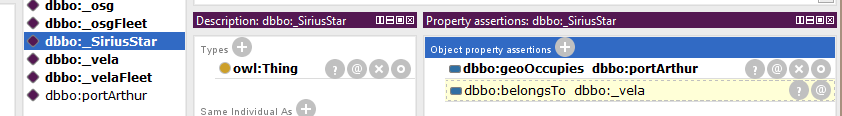 dbbo:_osg
dbbo:_osgFleet
dbbo:_SiriusStar
dbbo:_vela
dbbo:_velaFleet
dbbo:portArthur
Description: dbbo:_SiriusStar
Types
owl:Thing
Same Individual As
Property assertions: dbbo:_SiriusStar
Object property assertions
dbbo:geoOccupies dbbo:portArthur
dbbo:belongsTo dbbo:_vela